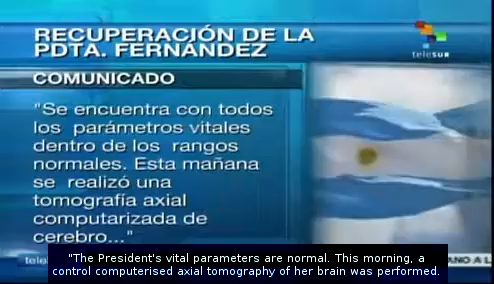 RECUPERACIÓN DE LA
PDTA. FERNÁNDEZ
teleSUR
COMUNICADO
"Se encuentra con todos
los parámetros vitales
dentro de los rangos
normales. Esta mañana
se realizó una
tomografía axial
computarizada de
cerebro..."
"The President's vital parameters are normal. This morning, a
control computerised axial tomography of her brain was performed.